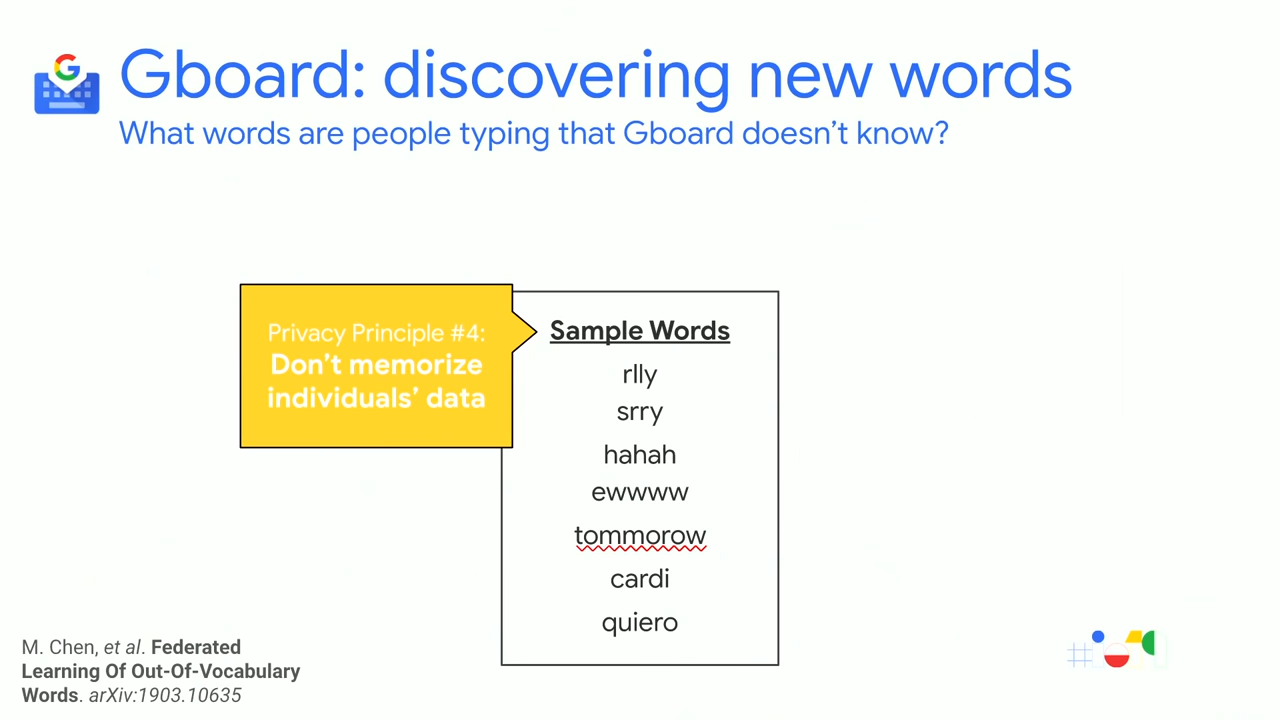 Gboard: discovering new words
What words are people typing that Gboard doesn't know?
Privacy Principle #4:
Don't memorize
individuals' data
Sample Words
rlly
srry
hahah
ewwww
tommorow
cardi
quiero
M. Chen, et al. Federated
Learning Of Out-Of-Vocabulary
Words. arXiv:1903.10635